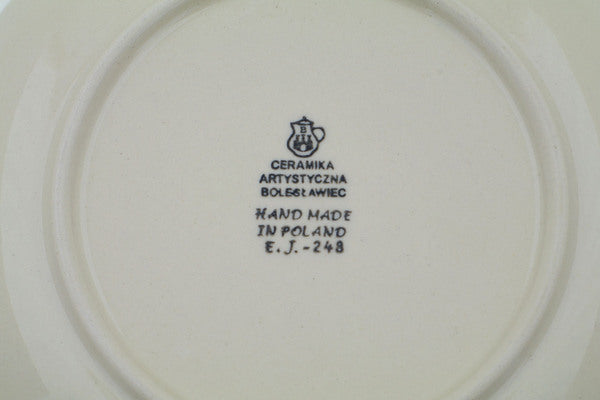 B
CERAMIKA
ARTYSTYCZNA
BOLESŁAWIEC
HAND MADE
IN POLAND
E.J.-248